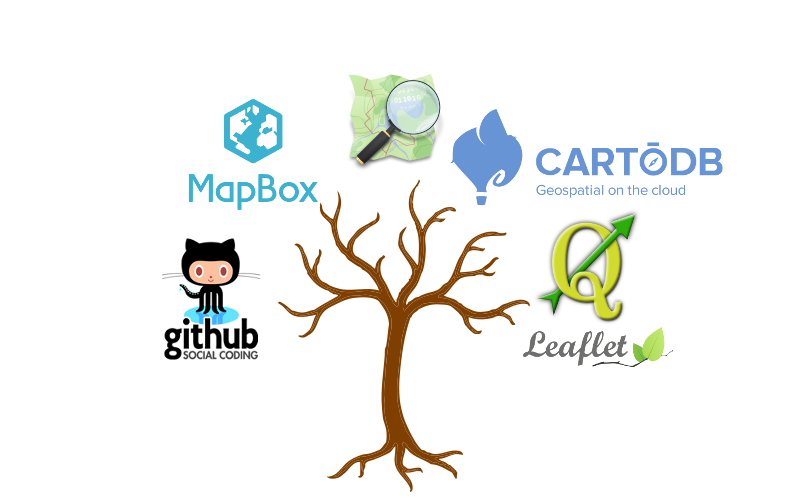 MapBox
CARTODB
Geospatial on the cloud
github
SOCIAL CODING
Q
Leaflet